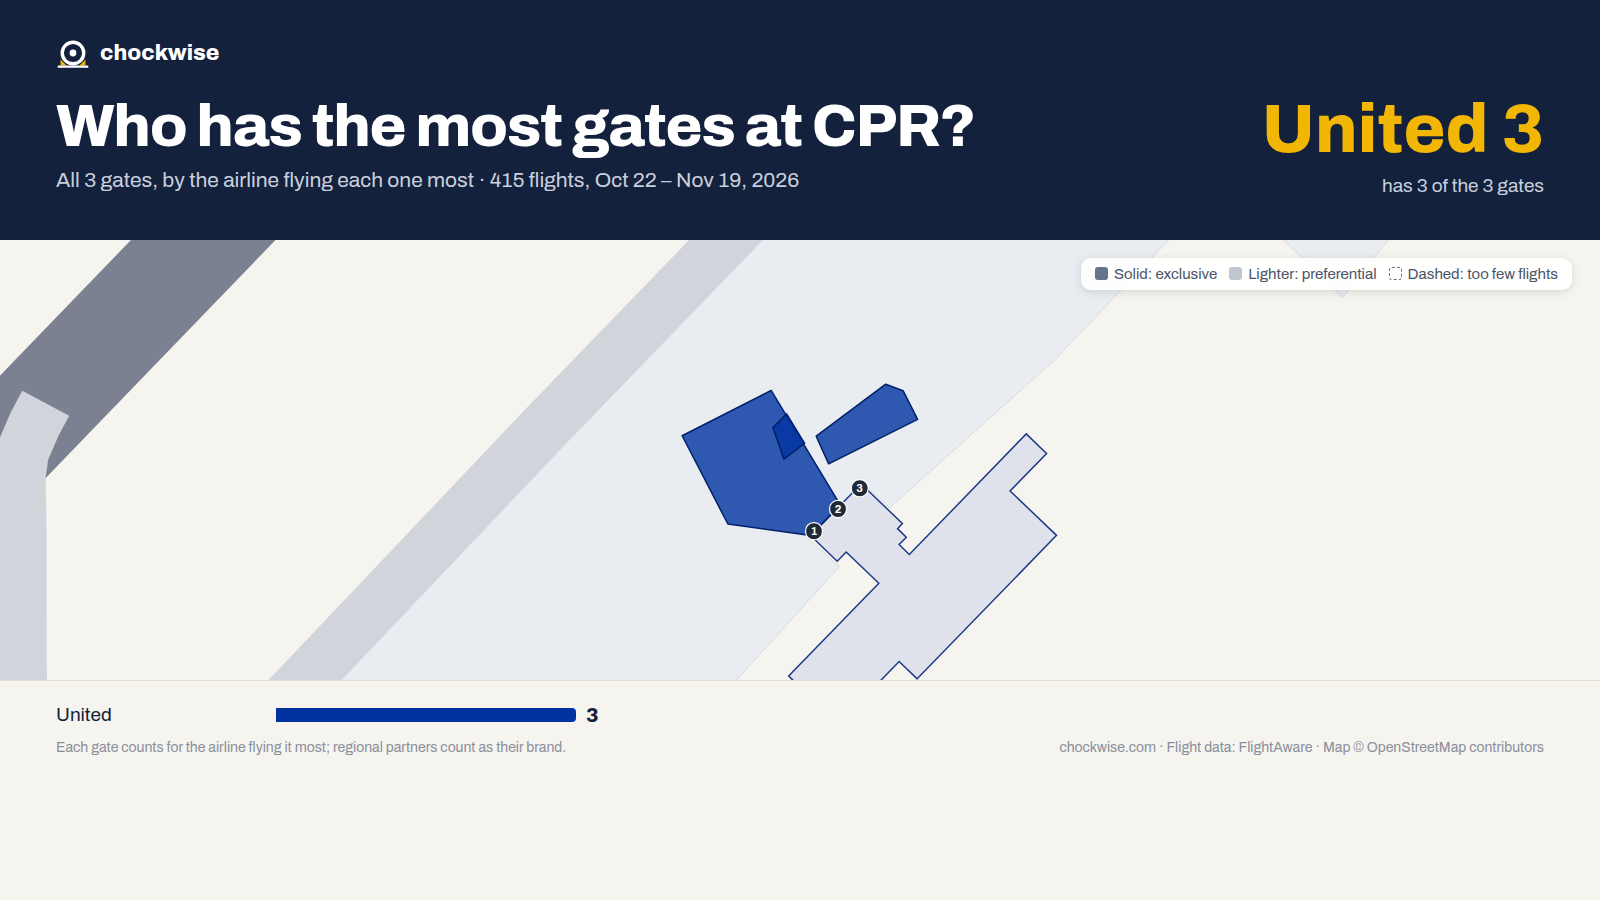 chockwise
Who has the most gates at CPR?
All 3 gates, by the airline flying each one most · 415 flights, Oct 22 – Nov 19, 2026
United 3
has 3 of the 3 gates
Solid: exclusive Lighter: preferential Dashed: too few flights
3
2
1
United 3
Each gate counts for the airline flying it most; regional partners count as their brand.
chockwise.com · Flight data: FlightAware · Map © OpenStreetMap contributors